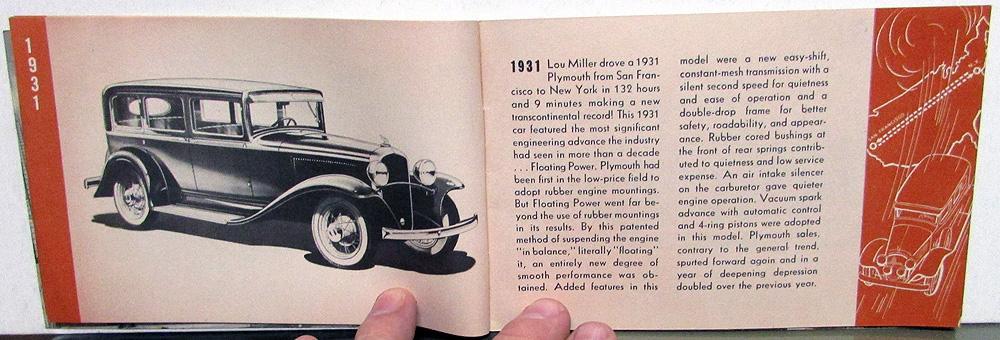 1931
1931 Lou Miller drove a 1931
Plymouth from San Fran-
cisco to New York in 132 hours
and 9 minutes making a new
transcontinental record! This 1931
car featured the most significant
engineering advance the industry
had seen in more than a decade
. . . Floating Power. Plymouth had
been first in the low-price field to
adopt rubber engine mountings.
But Floating Power went far be-
yond the use of rubber mountings
in its results. By this patented
method of suspending the engine
"in balance," literally "floating"
it, an entirely new degree of
smooth performance was ob-
tained. Added features in this
model were a new easy-shift,
constant-mesh transmission with a
silent second speed for quietness
and ease of operation and a
double-drop frame for better
safety, roadability, and appear-
ance. Rubber cored bushings at
the front of rear springs contrib-
uted to quietness and low service
expense. An air intake silencer
on the carburetor gave quieter
engine operation. Vacuum spark
advance with automatic control
and 4-ring pistons were adopted
in this model. Plymouth sales,
contrary to the general trend,
spurted forward again and in a
year of deepening depression
doubled over the previous year.
N.Y.
SAN FRANCISCO